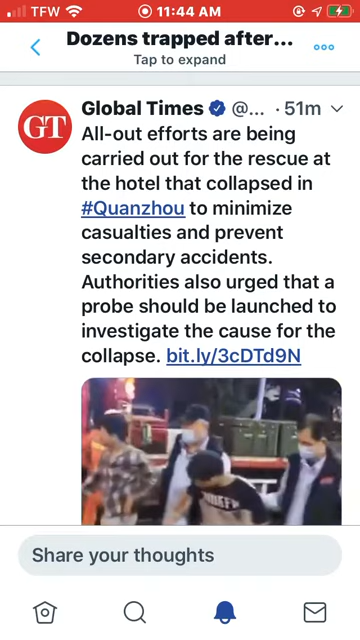 TFW 11:44 AM
Dozens trapped after...
Tap to expand
GT
Global Times @... · 51m
All-out efforts are being
carried out for the rescue at
the hotel that collapsed in
#Quanzhou to minimize
casualties and prevent
secondary accidents.
Authorities also urged that a
probe should be launched to
investigate the cause for the
collapse. bit.ly/3cDTd9N
Share your thoughts